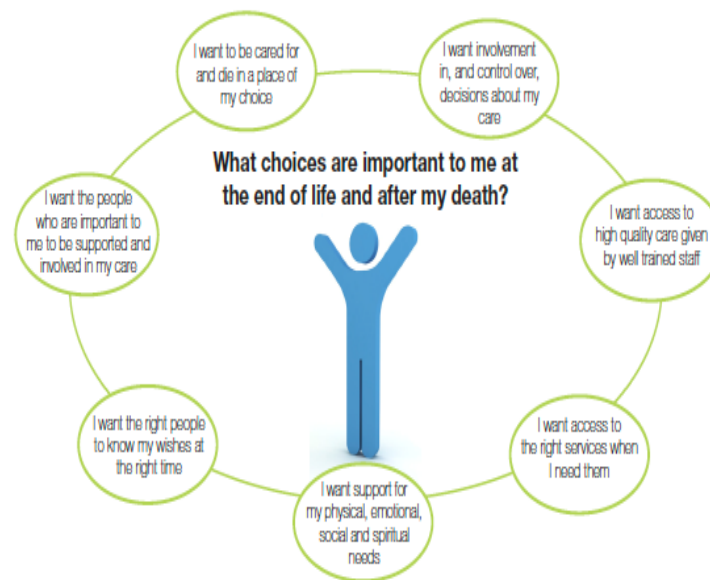 What choices are important to me at
the end of life and after my death?
I want to be cared for
and die in a place of
my choice
I want involvement
in, and control over,
decisions about my
care
I want access to
high quality care given
by well trained staff
I want access to
the right services when
I need them
I want support for
my physical, emotional,
social and spiritual
needs
I want the right people
to know my wishes at
the right time
I want the people
who are important to
me to be supported and
involved in my care